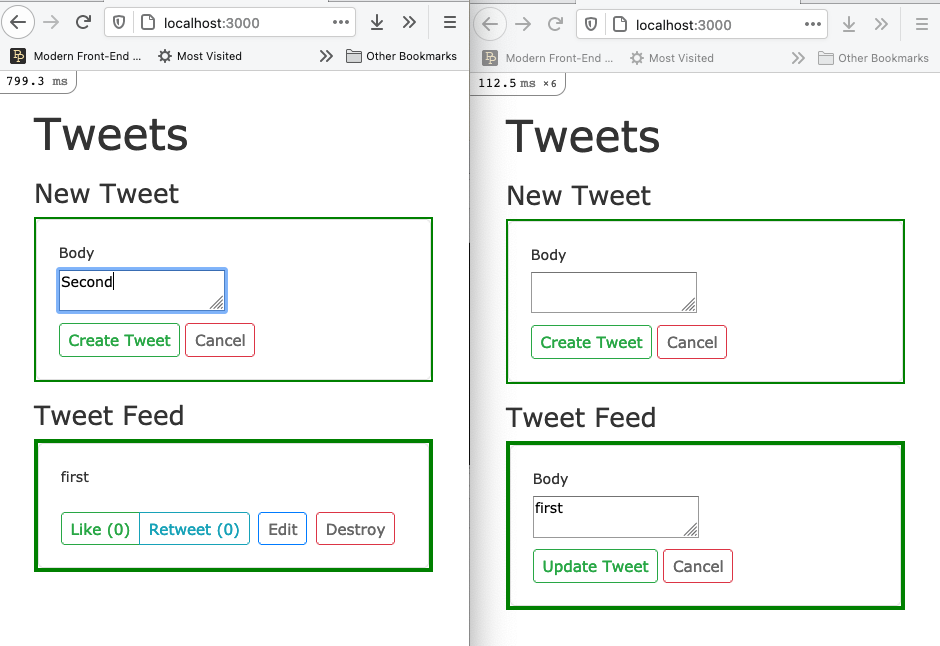 localhost:3000
Modern Front-End ... Most Visited Other Bookmarks
799.3 ms
Tweets
New Tweet
Body
Second
Create Tweet Cancel
Tweet Feed
first
Like (0) Retweet (0) Edit Destroy
localhost:3000
Modern Front-End ... Most Visited Other Bookmarks
112.5 ms ×6
Tweets
New Tweet
Body
Create Tweet Cancel
Tweet Feed
Body
first
Update Tweet Cancel